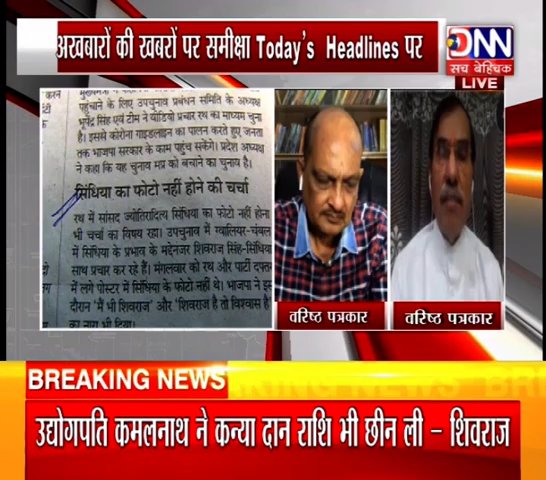 अखबारों की खबरों पर समीक्षा Today's Headlines पर
DNN
सच बेहिचक
LIVE
पहुंचाने के लिए उपचुनाव प्रबंधन समिति के अध्यक्ष
भूपेंद्र सिंह एवं टीम ने वीडियो प्रचार रथ का माध्यम चुना
है। इससे कोरोना गाइडलाइन का पालन करते हुए जनता
तक भाजपा सरकार के काम पहुंच सकेंगे। प्रदेश अध्यक्ष
ने कहा कि यह चुनाव मप्र को बचाने का चुनाव है।
सिंधिया का फोटो नहीं होने की चर्चा
रथ में सांसद ज्योतिरादित्य सिंधिया का फोटो नहीं होना
भी चर्चा का विषय रहा। उपचुनाव में ग्वालियर-चंबल
में सिंधिया के प्रभाव के मद्देनजर शिवराज सिंह-सिंधिया
साथ प्रचार कर रहे हैं। मंगलवार को रथ और पार्टी दफ्तर
में लगे पोस्टर में सिंधिया के फोटो नहीं थे। भाजपा ने इस
दौरान 'मैं भी शिवराज' और 'शिवराज है तो विश्वास है'
का नारा भी दिया।
वरिष्ठ पत्रकार
वरिष्ठ पत्रकार
BREAKING NEWS
उद्योगपति कमलनाथ ने कन्या दान राशि भी छीन ली - शिवराज